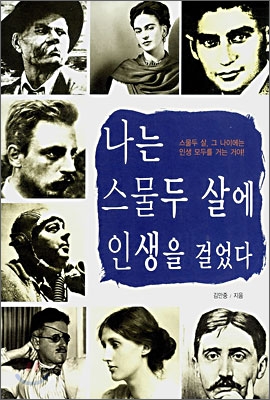 스물두 살, 그 나이에는
인생 모두를 거는 거야!
나는
스물두 살에
인생을 걸었다
김안중 / 지음